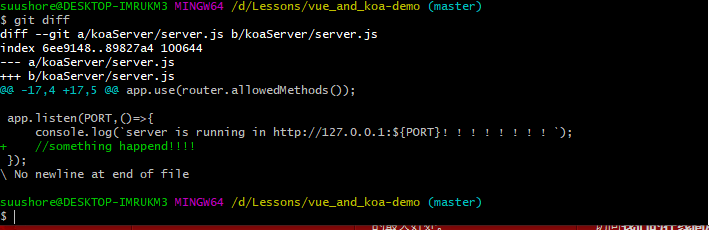 suushore@DESKTOP-IMRUKM3 MINGW64 /d/Lessons/vue_and_koa-demo (master)
$ git diff
diff --git a/koaServer/server.js b/koaServer/server.js
index 6ee9148..89827a4 100644
--- a/koaServer/server.js
+++ b/koaServer/server.js
@@ -17,4 +17,5 @@ app.use(router.allowedMethods());
 app.listen(PORT,()=>{
     console.log(`server is running in http://127.0.0.1:${PORT}！！！！！！！！`);
+    //something happend!!!!
 });
\ No newline at end of file
suushore@DESKTOP-IMRUKM3 MINGW64 /d/Lessons/vue_and_koa-demo (master)
$